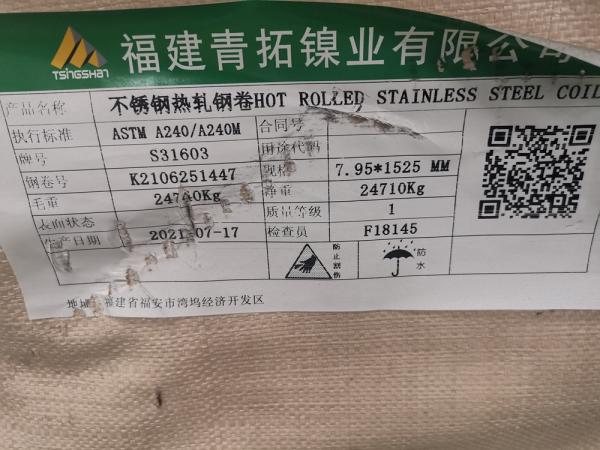 TSINGSHAN
福建青拓镍业有限公司
产品名称 不锈钢热轧钢卷HOT ROLLED STAINLESS STEEL COIL
执行标准 ASTM A240/A240M 合同号
牌号 S31603 国际代码
钢卷号 K2106251447 规格 7.95*1525 MM
毛重 24740Kg 净重 24710Kg
表面状态 质量等级 1
生产日期 2021-07-17 检查员 F18145
防止割伤
防水
地址 福建省福安市湾坞经济开发区